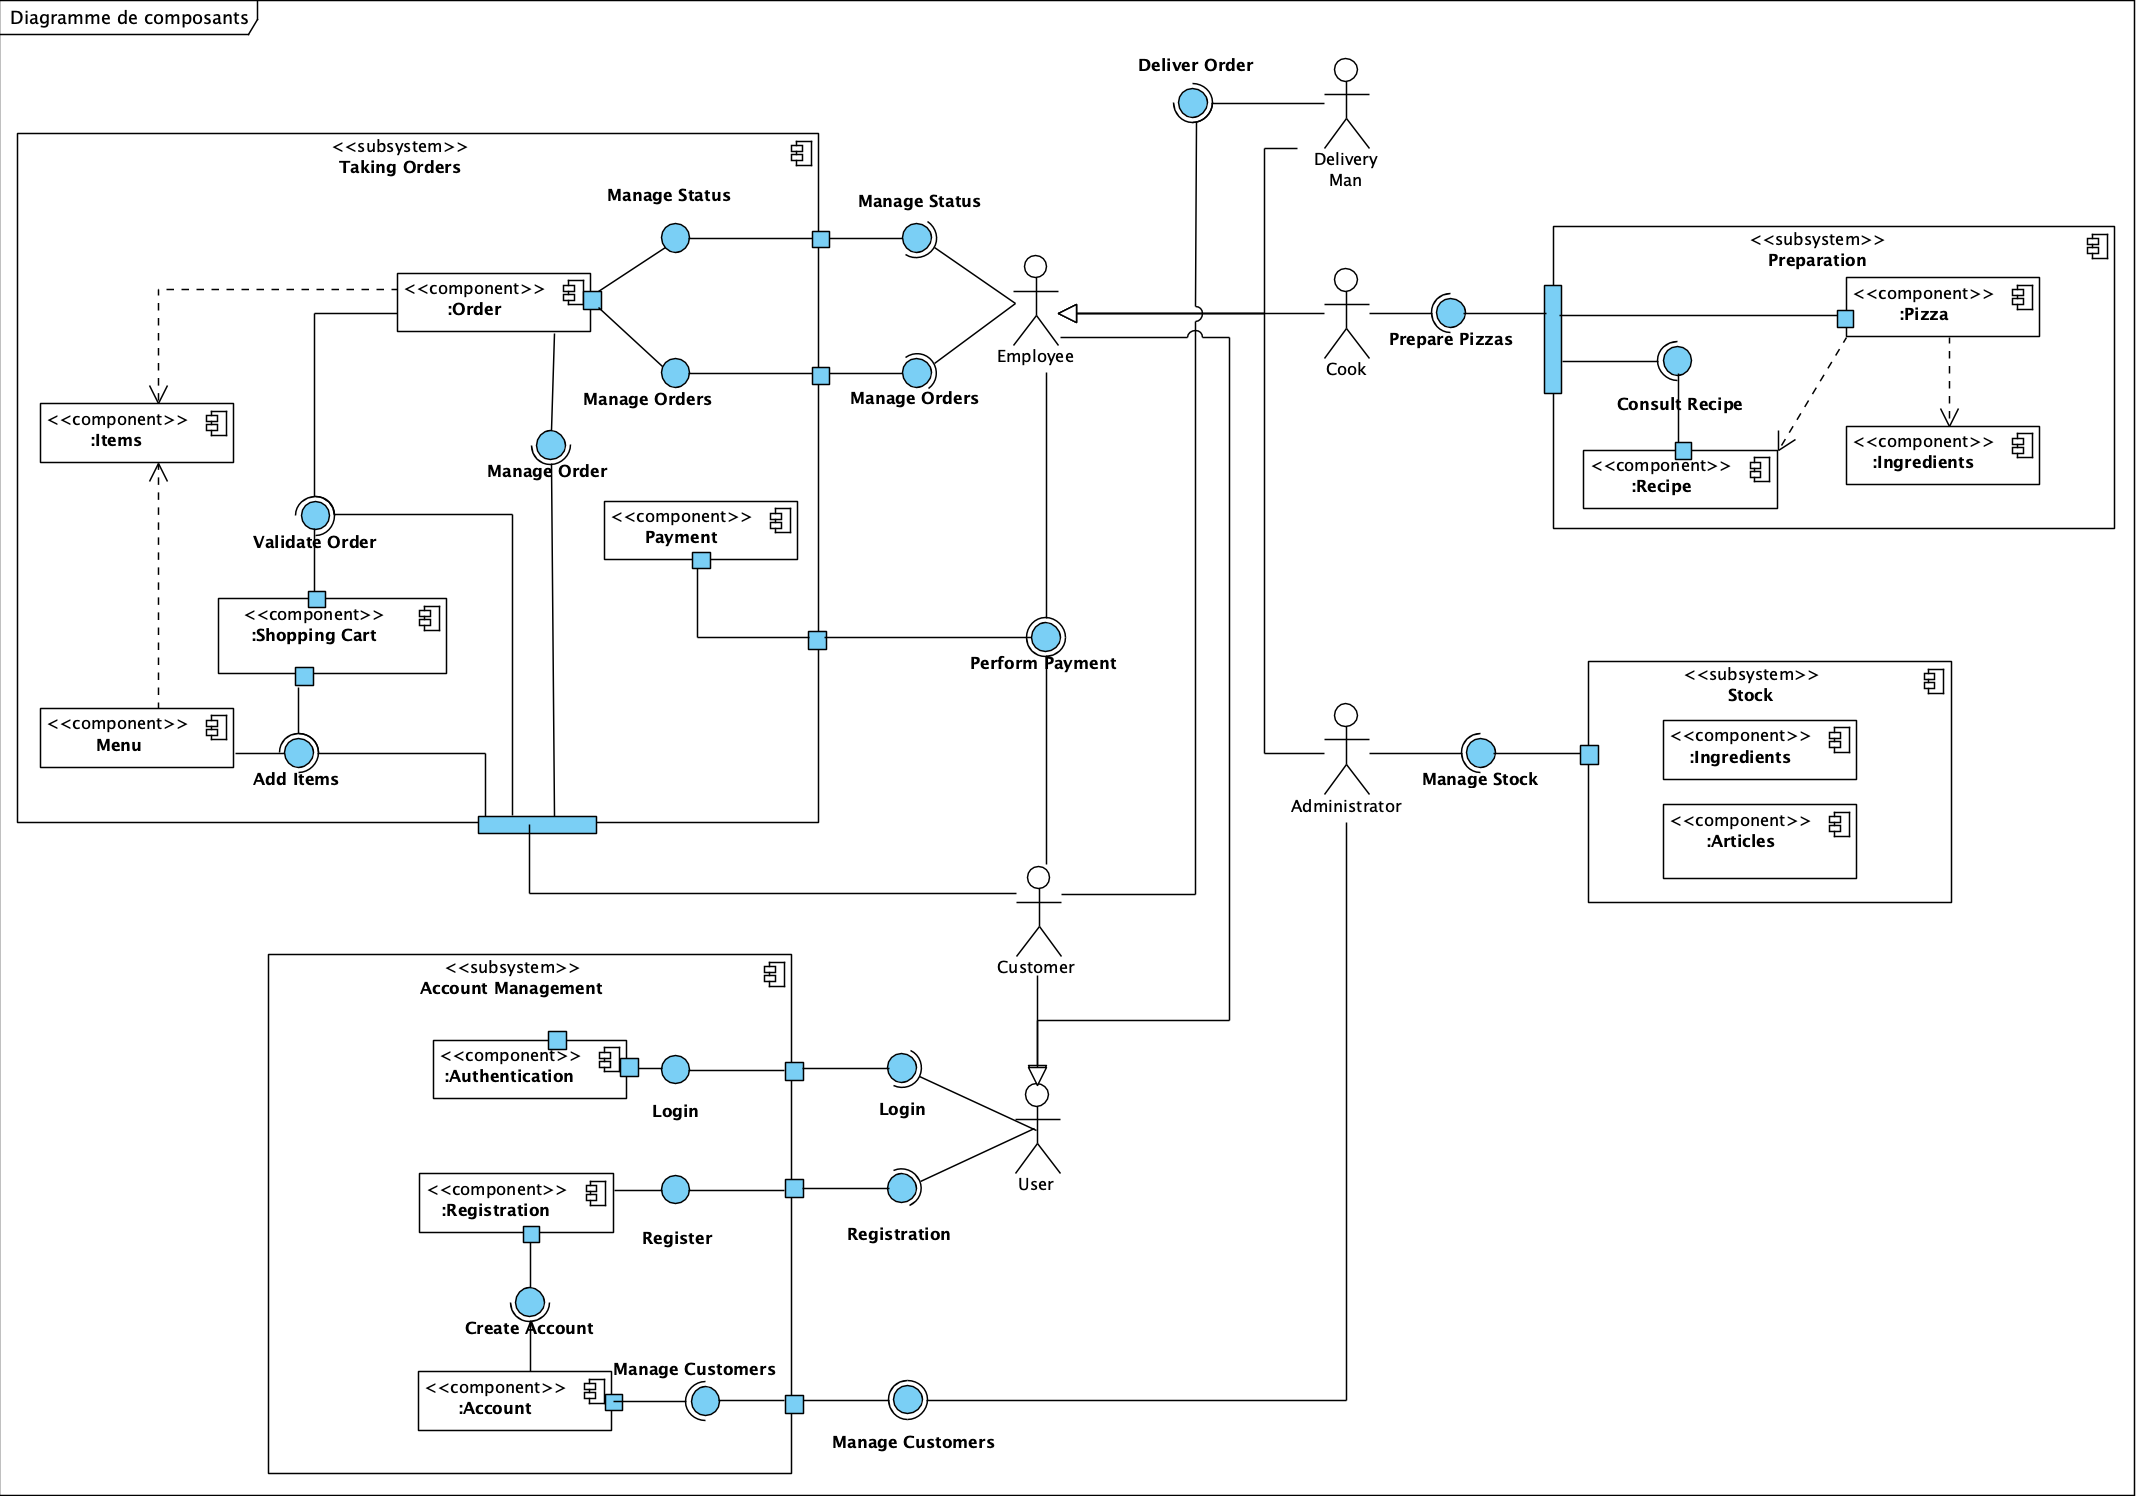 Diagramme de composants
Deliver Order
Delivery
Man
<<subsystem>>
Taking Orders
Manage Status
Manage Status
<<component>>
:Order
Manage Orders
Manage Orders
Employee
<<component>>
:Items
Manage Order
Validate Order
<<component>>
Payment
<<component>>
:Shopping Cart
Perform Payment
<<component>>
Menu
Add Items
Cook
Prepare Pizzas
<<subsystem>>
Preparation
<<component>>
:Pizza
Consult Recipe
<<component>>
:Recipe
<<component>>
:Ingredients
Administrator
Manage Stock
<<subsystem>>
Stock
<<component>>
:Ingredients
<<component>>
:Articles
Customer
<<subsystem>>
Account Management
<<component>>
:Authentication
Login
Login
User
<<component>>
:Registration
Register
Registration
Create Account
<<component>>
:Account
Manage Customers
Manage Customers